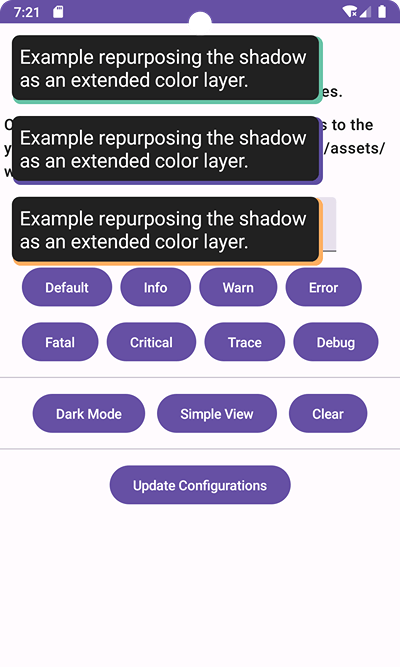 7:21
Example repurposing the shadow
as an extended color layer.
es.
s to the
Example repurposing the shadow
as an extended color layer.
/assets/
Example repurposing the shadow
as an extended color layer.
Default Info Warn Error
Fatal Critical Trace Debug
Dark Mode Simple View Clear
Update Configurations